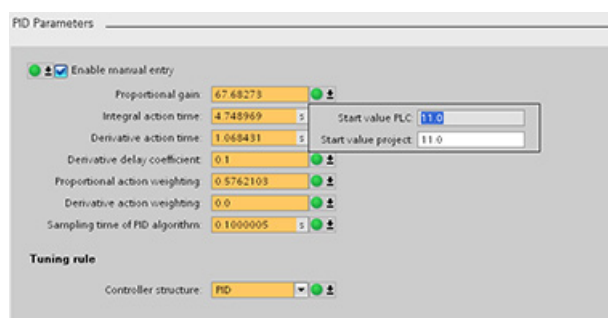 PID Parameters
Enable manual entry
Proportional gain: 67.68273
Integral action time: 4.748969 s
Start value PLC: 11.0
Derivative action time: 1.068431 s
Start value project: 11.0
Derivative delay coefficient: 0.1
Proportional action weighting: 0.5762103
Derivative action weighting: 0.0
Sampling time of PID algorithm: 0.1000005 s
Tuning rule
Controller structure: PID